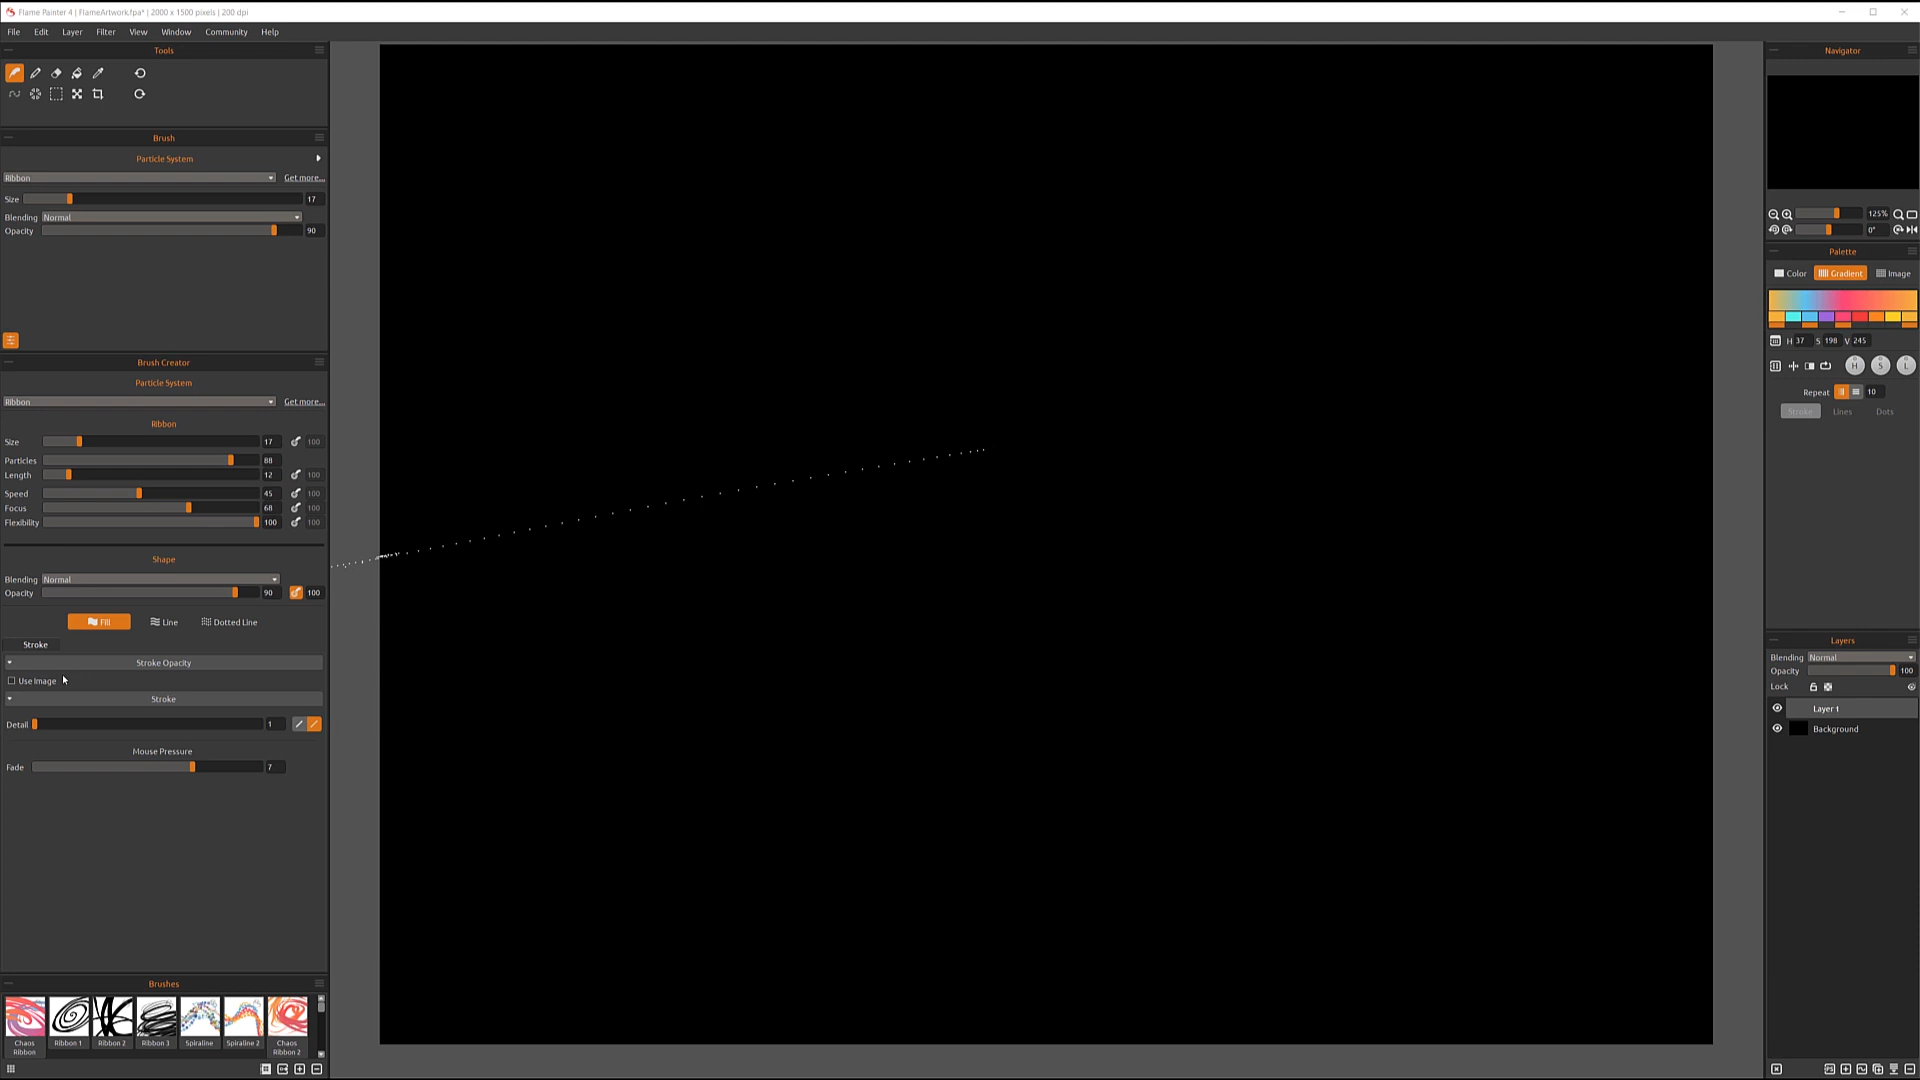 Flame Painter 4 | FlameArtwork.fpa* | 2000 x 1500 pixels | 200 dpi
File Edit Layer Filter View Window Community Help
Tools
Brush
Particle System
Ribbon Get more...
Size 17
Blending Normal
Opacity 90
Brush Creator
Particle System
Ribbon Get more...
Ribbon
Size 17 100
Particles 88
Length 12 100
Speed 45 100
Focus 68 100
Flexibility 100 100
Shape
Blending Normal
Opacity 90 100
Fill Line Dotted Line
Stroke
Stroke Opacity
Use Image
Stroke
Detail 1
Mouse Pressure
Fade 7
Brushes
Chaos Ribbon
Ribbon 1
Ribbon 2
Ribbon 3
Spiraline
Spiraline 2
Chaos Ribbon 2
Navigator
125%
0°
Palette
Color Gradient Image
H 37 S 198 V 245
H S L
Repeat 10
Stroke Lines Dots
Layers
Blending Normal
Opacity 100
Lock
Layer 1
Background